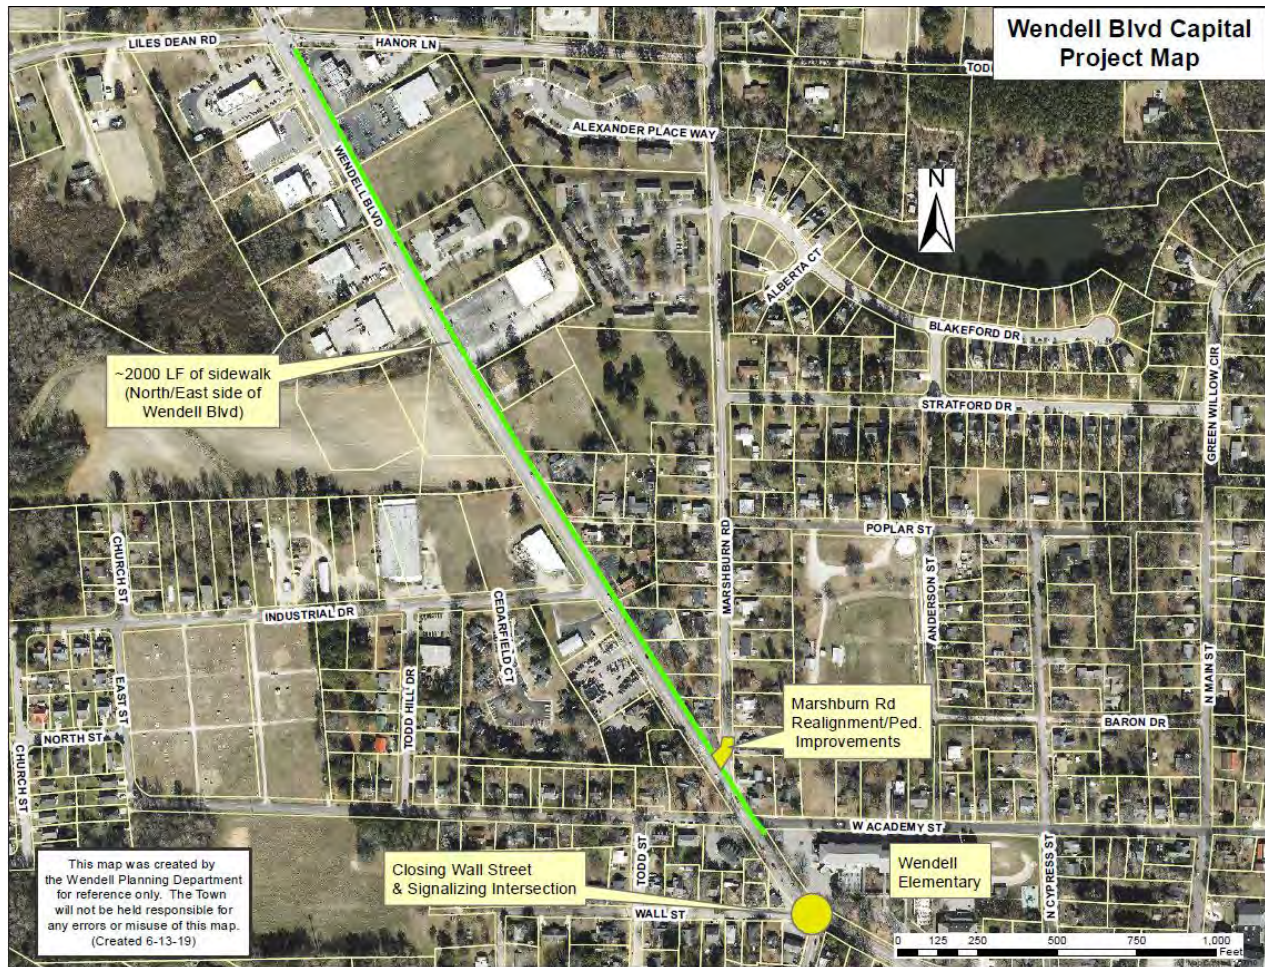 Wendell Blvd Capital
Project Map
LILES DEAN RD
HANOR LN
TODD
ALEXANDER PLACE WAY
WENDELL BLVD
N
ALBERTA CT
BLAKEFORD DR
GREEN WILLOW CIR
~2000 LF of sidewalk
(North/East side of
Wendell Blvd)
STRATFORD DR
MARSHBURN RD
POPLAR ST
ANDERSON ST
CHURCH ST
INDUSTRIAL DR
CEDARFIELD CT
EAST ST
TODD HILL DR
NORTH ST
CHURCH ST
N MAIN ST
Marshburn Rd
Realignment/Ped.
Improvements
BARON DR
W ACADEMY ST
N CYPRESS ST
TODD ST
Closing Wall Street
& Signalizing Intersection
Wendell
Elementary
WALL ST
This map was created by
the Wendell Planning Department
for reference only. The Town
will not be held responsible for
any errors or misuse of this map.
(Created 6-13-19)
0 125 250 500 750 1,000
Feet